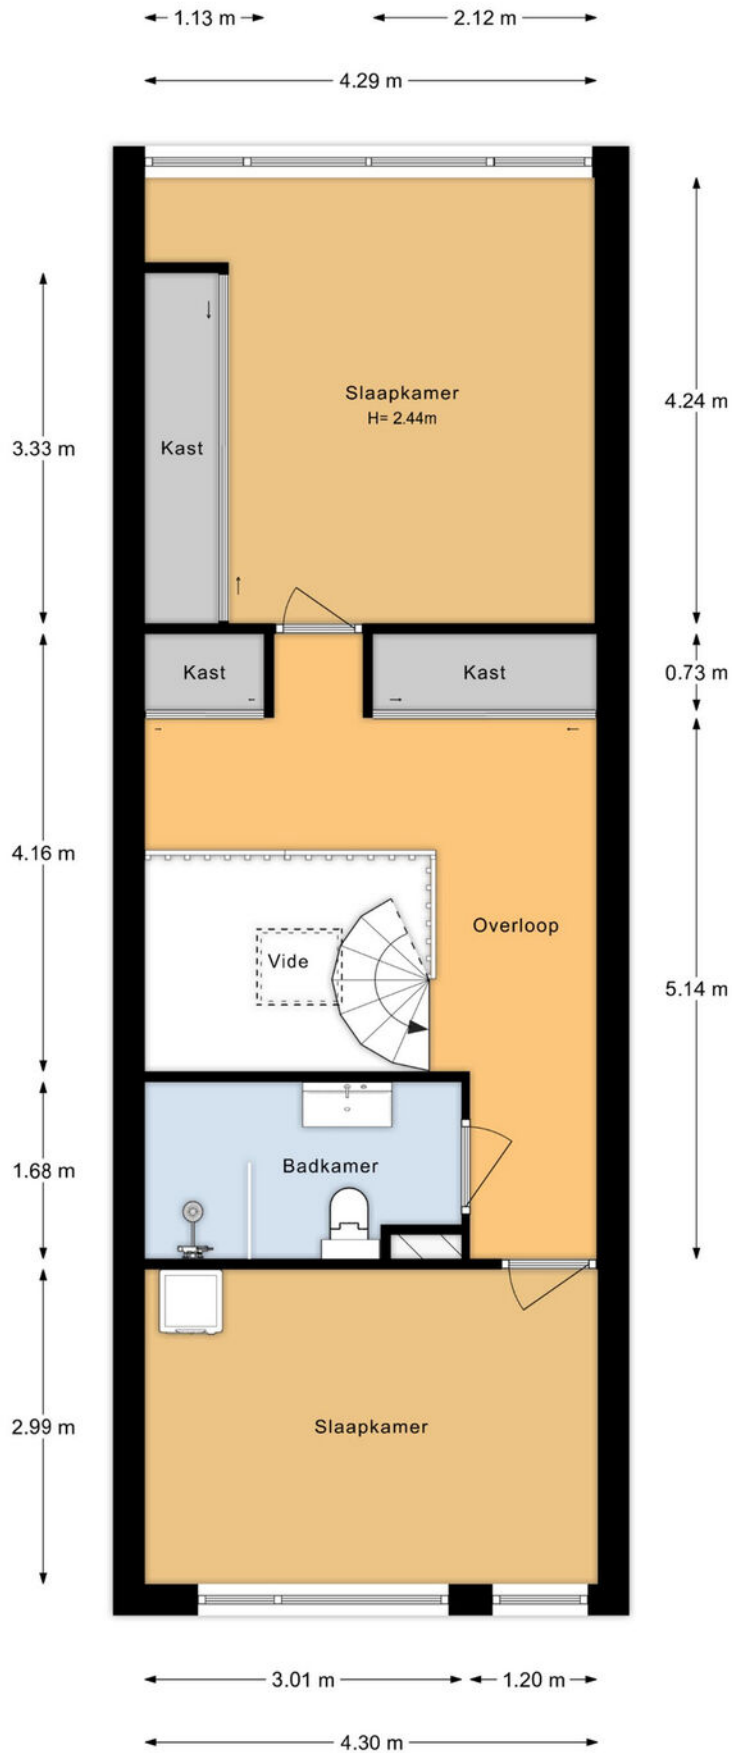 1.13 m
2.12 m
4.29 m
Slaapkamer
H= 2.44m
4.24 m
3.33 m
Kast
Kast
Kast
0.73 m
4.16 m
Overloop
Vide
5.14 m
Badkamer
1.68 m
Slaapkamer
2.99 m
3.01 m
1.20 m
4.30 m